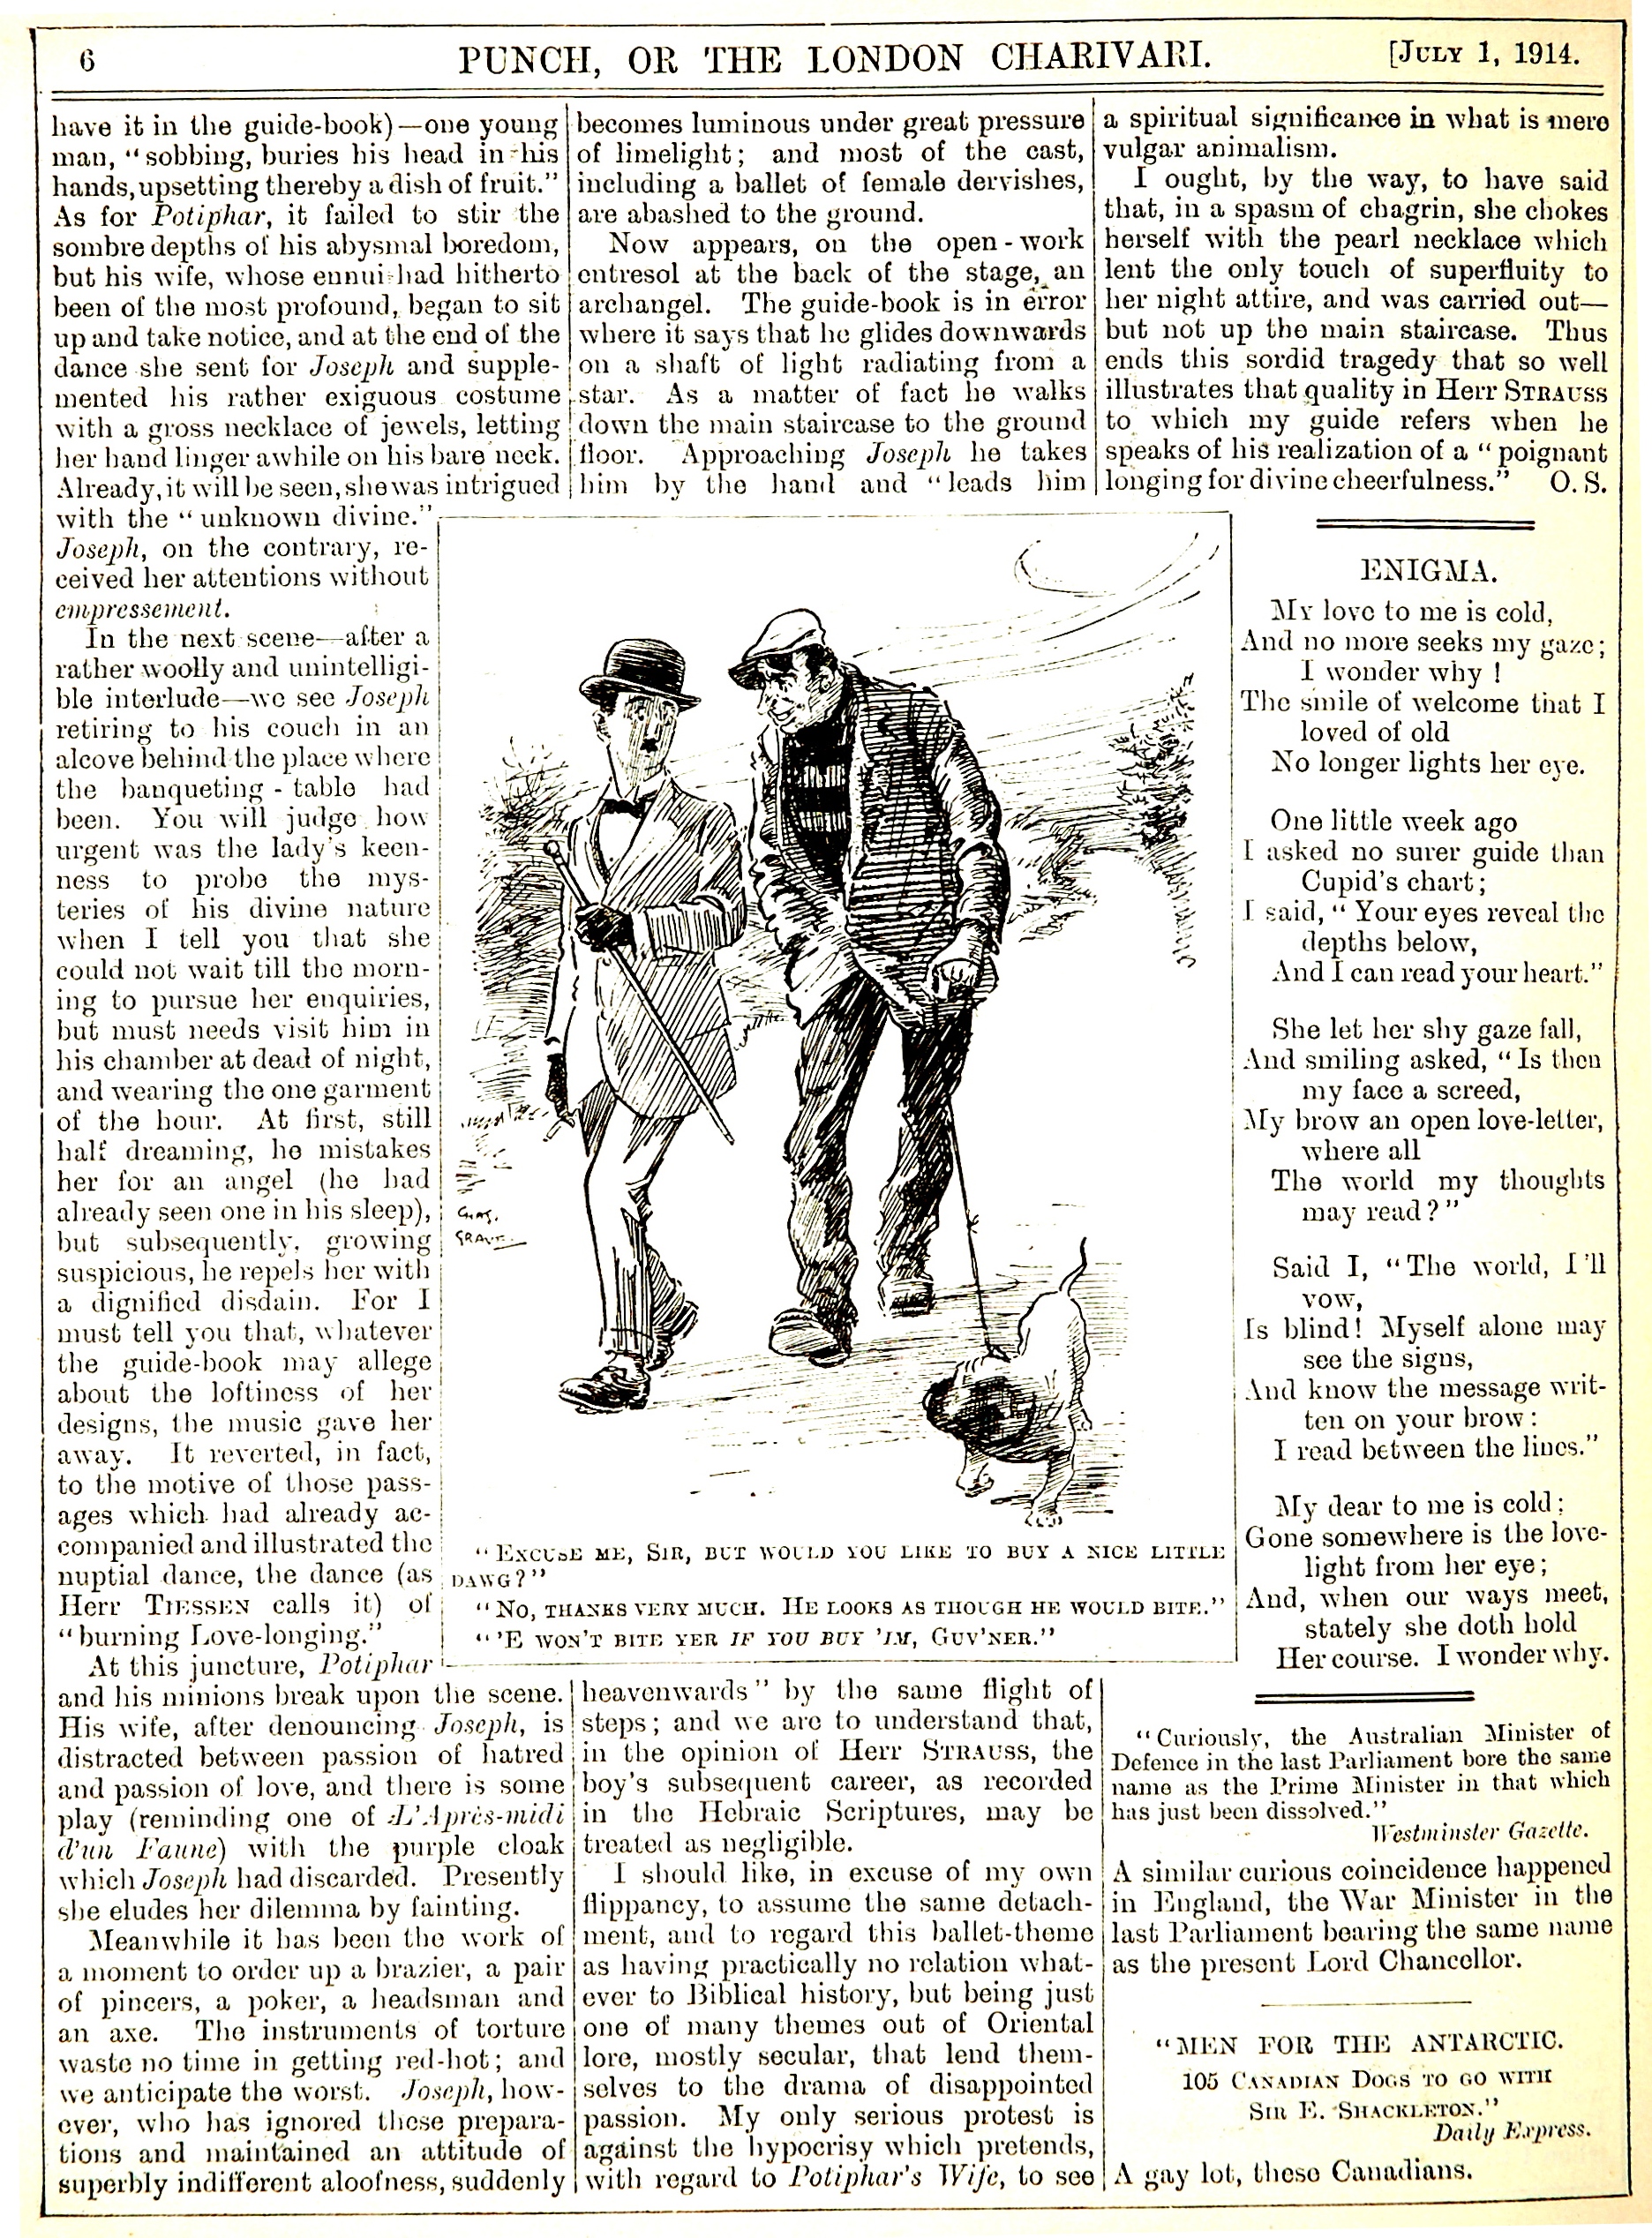 6
PUNCH, OR THE LONDON CHARIVARI.
[JULY 1, 1914.
have it in the guide-book)—one young
man, "sobbing, buries his head in his
hands, upsetting thereby a dish of fruit."
As for Potiphar, it failed to stir the
sombre depths of his abysmal boredom,
but his wife, whose ennui had hitherto
been of the most profound, began to sit
up and take notice, and at the end of the
dance she sent for Joseph and supple-
mented his rather exiguous costume
with a gross necklace of jewels, letting
her hand linger awhile on his bare neck.
Already, it will be seen, she was intrigued
with the "unknown divine."
Joseph, on the contrary, re-
ceived her attentions without
empressement.
In the next scene—after a
rather woolly and unintelligi-
ble interlude—we see Joseph
retiring to his couch in an
alcove behind the place where
the banqueting-table had
been. You will judge how
urgent was the lady's keen-
ness to probe the mys-
teries of his divine nature
when I tell you that she
could not wait till the morn-
ing to pursue her enquiries,
but must needs visit him in
his chamber at dead of night,
and wearing the one garment
of the hour. At first, still
half dreaming, he mistakes
her for an angel (he had
already seen one in his sleep),
but subsequently, growing
suspicious, he repels her with
a dignified disdain. For I
must tell you that, whatever
the guide-book may allege
about the loftiness of her
designs, the music gave her
away. It reverted, in fact,
to the motive of those pass-
ages which had already ac-
companied and illustrated the
nuptial dance, the dance (as
Herr TIESSEN calls it) of
"burning Love-longing."
At this juncture, Potiphar
and his minions break upon the scene.
His wife, after denouncing Joseph, is
distracted between passion of hatred
and passion of love, and there is some
play (reminding one of L'Après-midi
d'un Faune) with the purple cloak
which Joseph had discarded. Presently
she eludes her dilemma by fainting.
Meanwhile it has been the work of
a moment to order up a brazier, a pair
of pincers, a poker, a headsman and
an axe. The instruments of torture
waste no time in getting red-hot; and
we anticipate the worst. Joseph, how-
ever, who has ignored these prepara-
tions and maintained an attitude of
superbly indifferent aloofness, suddenly
becomes luminous under great pressure
of limelight; and most of the cast,
including a ballet of female dervishes,
are abashed to the ground.
Now appears, on the open-work
entresol at the back of the stage, an
archangel. The guide-book is in error
where it says that he glides downwards
on a shaft of light radiating from a
star. As a matter of fact he walks
down the main staircase to the ground
floor. Approaching Joseph he takes
him by the hand and "leads him
CHAS.
GRAVE.
"EXCUSE ME, SIR, BUT WOULD YOU LIKE TO BUY A NICE LITTLE
DAWG?"
"NO, THANKS VERY MUCH. HE LOOKS AS THOUGH HE WOULD BITE."
"'E WON'T BITE YER IF YOU BUY 'IM, GUV'NER."
heavenwards" by the same flight of
steps; and we are to understand that,
in the opinion of Herr STRAUSS, the
boy's subsequent career, as recorded
in the Hebraic Scriptures, may be
treated as negligible.
I should like, in excuse of my own
flippancy, to assume the same detach-
ment, and to regard this ballet-theme
as having practically no relation what-
ever to Biblical history, but being just
one of many themes out of Oriental
lore, mostly secular, that lend them-
selves to the drama of disappointed
passion. My only serious protest is
against the hypocrisy which pretends,
with regard to Potiphar's Wife, to see
a spiritual significance in what is mere
vulgar animalism.
I ought, by the way, to have said
that, in a spasm of chagrin, she chokes
herself with the pearl necklace which
lent the only touch of superfluity to
her night attire, and was carried out—
but not up the main staircase. Thus
ends this sordid tragedy that so well
illustrates that quality in Herr STRAUSS
to which my guide refers when he
speaks of his realization of a "poignant
longing for divine cheerfulness." O. S.
ENIGMA.
MY love to me is cold,
And no more seeks my gaze;
I wonder why!
The smile of welcome that I
loved of old
No longer lights her eye.
One little week ago
I asked no surer guide than
Cupid's chart;
I said, "Your eyes reveal the
depths below,
And I can read your heart."
She let her shy gaze fall,
And smiling asked, "Is then
my face a screed,
My brow an open love-letter,
where all
The world my thoughts
may read?"
Said I, "The world, I'll
vow,
Is blind! Myself alone may
see the signs,
And know the message writ-
ten on your brow:
I read between the lines."
My dear to me is cold;
Gone somewhere is the love-
light from her eye;
And, when our ways meet,
stately she doth hold
Her course. I wonder why.
"Curiously, the Australian Minister of
Defence in the last Parliament bore the same
name as the Prime Minister in that which
has just been dissolved."
Westminster Gazette.
A similar curious coincidence happened
in England, the War Minister in the
last Parliament bearing the same name
as the present Lord Chancellor.
"MEN FOR THE ANTARCTIC.
105 CANADIAN DOGS TO GO WITH
SIR E. SHACKLETON."
Daily Express.
A gay lot, these Canadians.